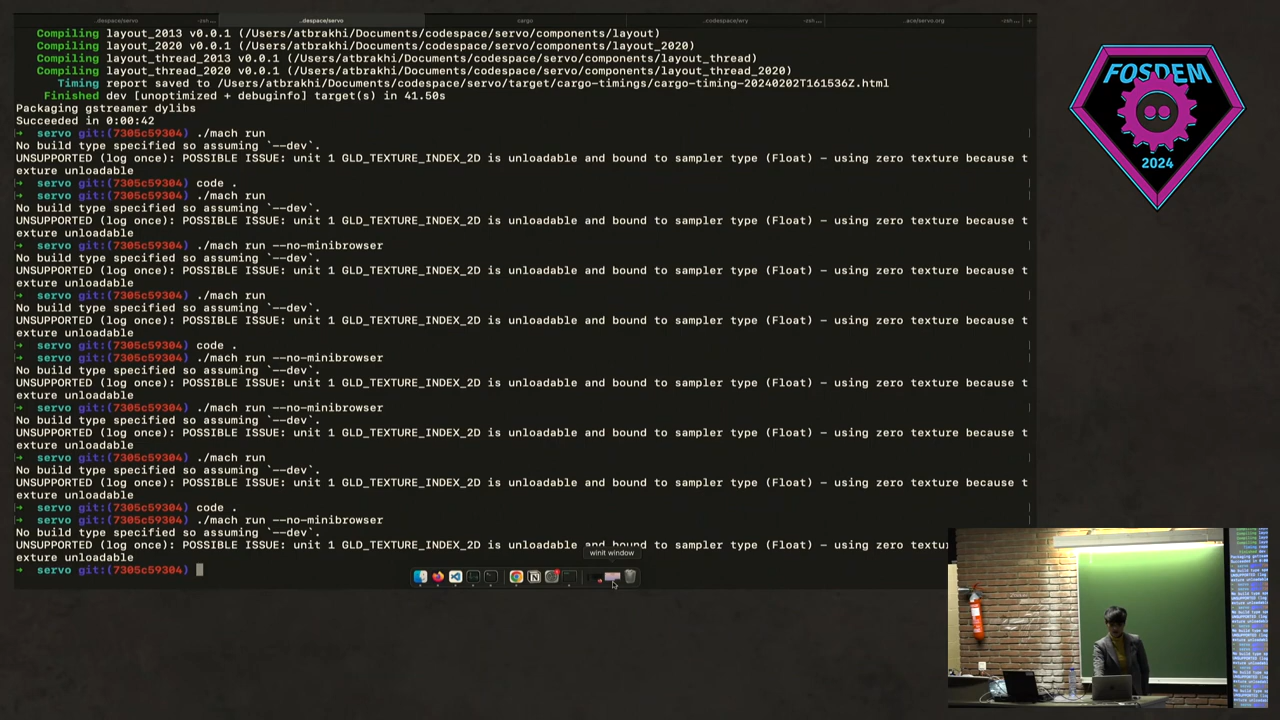 ..despace/servo -zsh ... ..despace/servo cargo ..codespace/wry -zsh ... ...ace/servo.org -zsh ... +
Compiling layout_2013 v0.0.1 (/Users/atbrakhi/Documents/codespace/servo/components/layout)
Compiling layout_2020 v0.0.1 (/Users/atbrakhi/Documents/codespace/servo/components/layout_2020)
Compiling layout_thread_2013 v0.0.1 (/Users/atbrakhi/Documents/codespace/servo/components/layout_thread)
Compiling layout_thread_2020 v0.0.1 (/Users/atbrakhi/Documents/codespace/servo/components/layout_thread_2020)
Timing report saved to /Users/atbrakhi/Documents/codespace/servo/target/cargo-timings/cargo-timing-20240202T161536Z.html
Finished dev [unoptimized + debuginfo] target(s) in 41.50s
Packaging gstreamer dylibs
Succeeded in 0:00:42
→ servo git:(7305c59304) ./mach run
No build type specified so assuming `--dev`.
UNSUPPORTED (log once): POSSIBLE ISSUE: unit 1 GLD_TEXTURE_INDEX_2D is unloadable and bound to sampler type (Float) - using zero texture because t
exture unloadable
→ servo git:(7305c59304) code .
→ servo git:(7305c59304) ./mach run
No build type specified so assuming `--dev`.
UNSUPPORTED (log once): POSSIBLE ISSUE: unit 1 GLD_TEXTURE_INDEX_2D is unloadable and bound to sampler type (Float) - using zero texture because t
exture unloadable
→ servo git:(7305c59304) ./mach run --no-minibrowser
No build type specified so assuming `--dev`.
UNSUPPORTED (log once): POSSIBLE ISSUE: unit 1 GLD_TEXTURE_INDEX_2D is unloadable and bound to sampler type (Float) - using zero texture because t
exture unloadable
→ servo git:(7305c59304) ./mach run
No build type specified so assuming `--dev`.
UNSUPPORTED (log once): POSSIBLE ISSUE: unit 1 GLD_TEXTURE_INDEX_2D is unloadable and bound to sampler type (Float) - using zero texture because t
exture unloadable
→ servo git:(7305c59304) code .
→ servo git:(7305c59304) ./mach run --no-minibrowser
No build type specified so assuming `--dev`.
UNSUPPORTED (log once): POSSIBLE ISSUE: unit 1 GLD_TEXTURE_INDEX_2D is unloadable and bound to sampler type (Float) - using zero texture because t
exture unloadable
→ servo git:(7305c59304) ./mach run --no-minibrowser
No build type specified so assuming `--dev`.
UNSUPPORTED (log once): POSSIBLE ISSUE: unit 1 GLD_TEXTURE_INDEX_2D is unloadable and bound to sampler type (Float) - using zero texture because t
exture unloadable
→ servo git:(7305c59304) ./mach run
No build type specified so assuming `--dev`.
UNSUPPORTED (log once): POSSIBLE ISSUE: unit 1 GLD_TEXTURE_INDEX_2D is unloadable and bound to sampler type (Float) - using zero texture because t
exture unloadable
→ servo git:(7305c59304) code .
→ servo git:(7305c59304) ./mach run --no-minibrowser
No build type specified so assuming `--dev`.
UNSUPPORTED (log once): POSSIBLE ISSUE: unit 1 GLD_TEXTURE_INDEX_2D is unloadable and bound to sampler type (Float) - using zero textu
exture unloadable
→ servo git:(7305c59304)
winit window
FOSDEM
2024